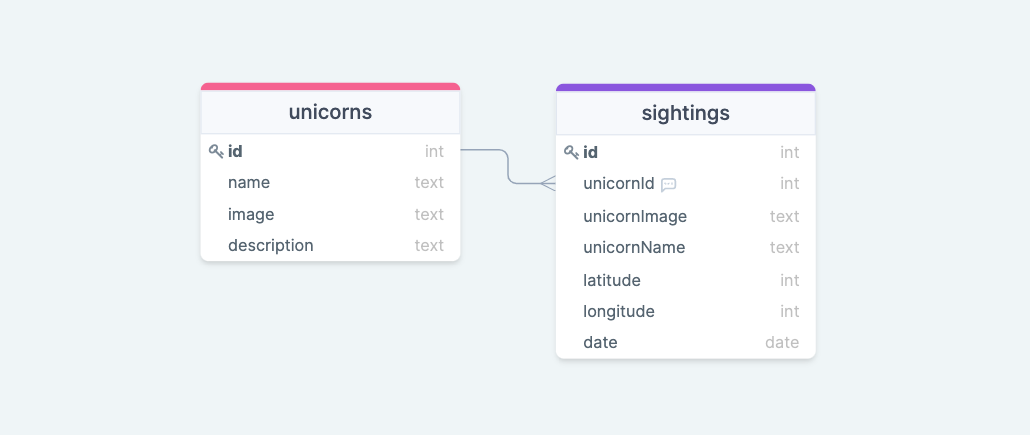 unicorns
id int
name text
image text
description text
sightings
id int
unicornId int
unicornImage text
unicornName text
latitude int
longitude int
date date